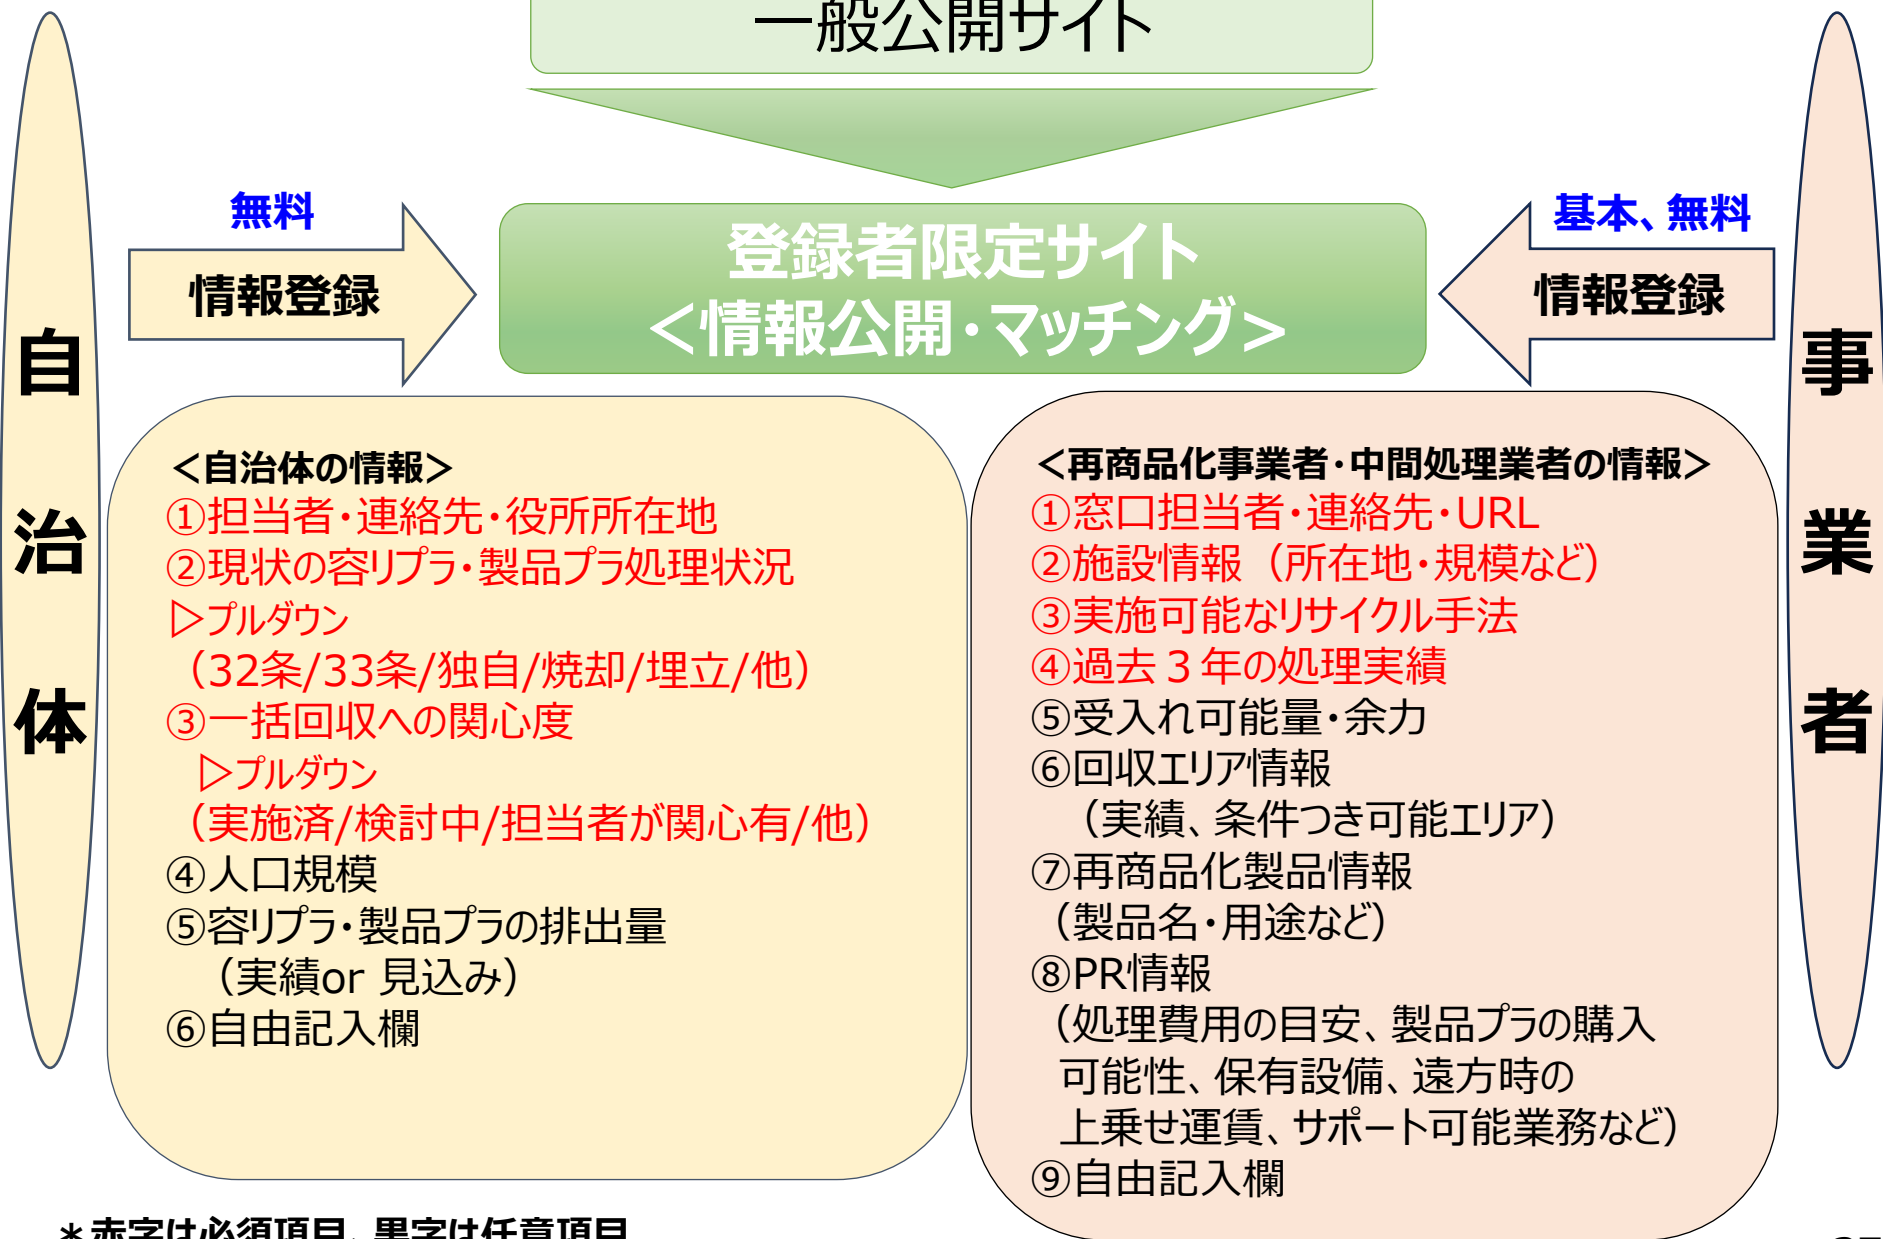 一般公開サイト
無料
情報登録
登録者限定サイト
＜情報公開・マッチング＞
基本、無料
情報登録
自治体
＜自治体の情報＞
①担当者・連絡先・役所所在地
②現状の容リプラ・製品プラ処理状況
▷プルダウン
（32条/33条/独自/焼却/埋立/他）
③一括回収への関心度
▷プルダウン
（実施済/検討中/担当者が関心有/他）
④人口規模
⑤容リプラ・製品プラの排出量
（実績or 見込み）
⑥自由記入欄
＜再商品化事業者・中間処理業者の情報＞
①窓口担当者・連絡先・URL
②施設情報（所在地・規模など）
③実施可能なリサイクル手法
④過去３年の処理実績
⑤受入れ可能量・余力
⑥回収エリア情報
（実績、条件つき可能エリア）
⑦再商品化製品情報
（製品名・用途など）
⑧PR情報
（処理費用の目安、製品プラの購入
可能性、保有設備、遠方時の
上乗せ運賃、サポート可能業務など）
⑨自由記入欄
事業者
＊赤字は必須項目、黒字は任意項目